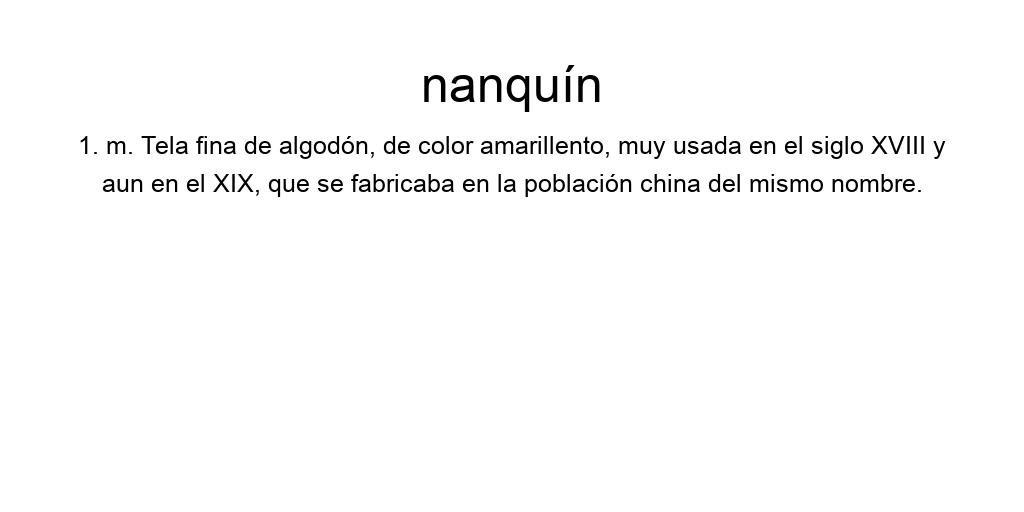 nanquín
1. m. Tela fina de algodón, de color amarillento, muy usada en el siglo XVIII y
aun en el XIX, que se fabricaba en la población china del mismo nombre.